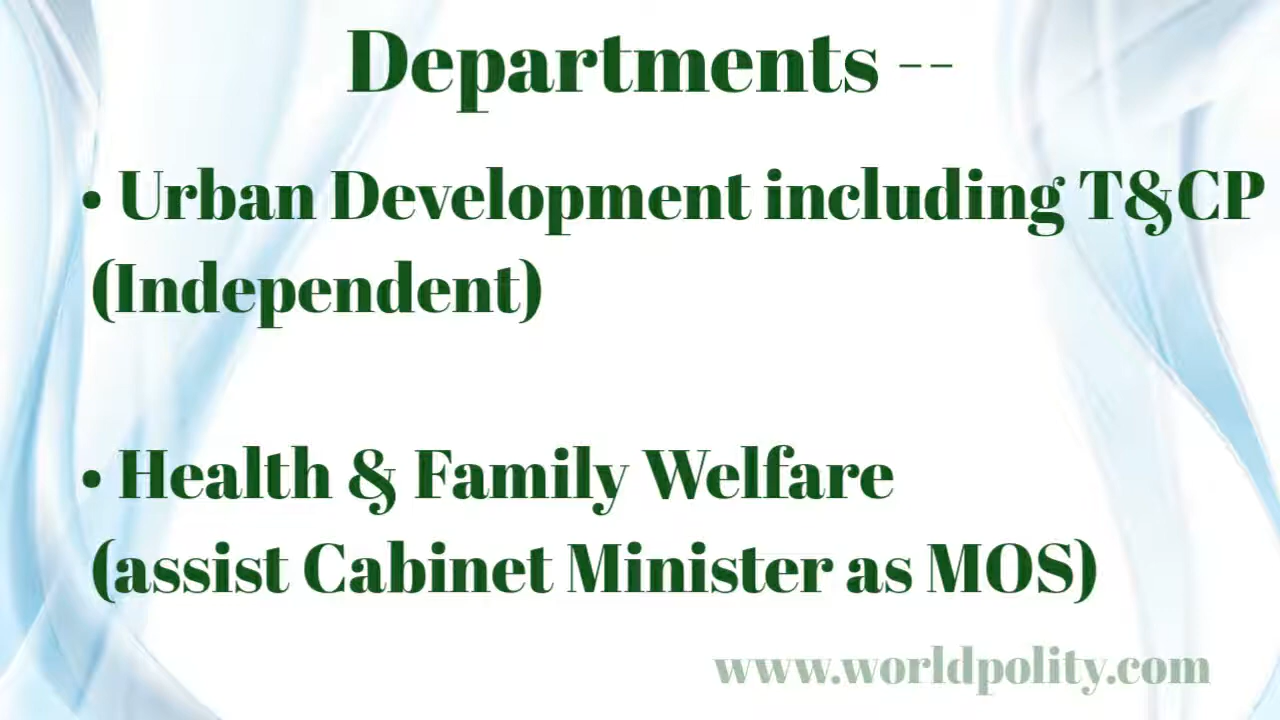 Departments --
• Urban Development including T&CP
(Independent)
• Health & Family Welfare
(assist Cabinet Minister as MOS)
www.worldpolity.com